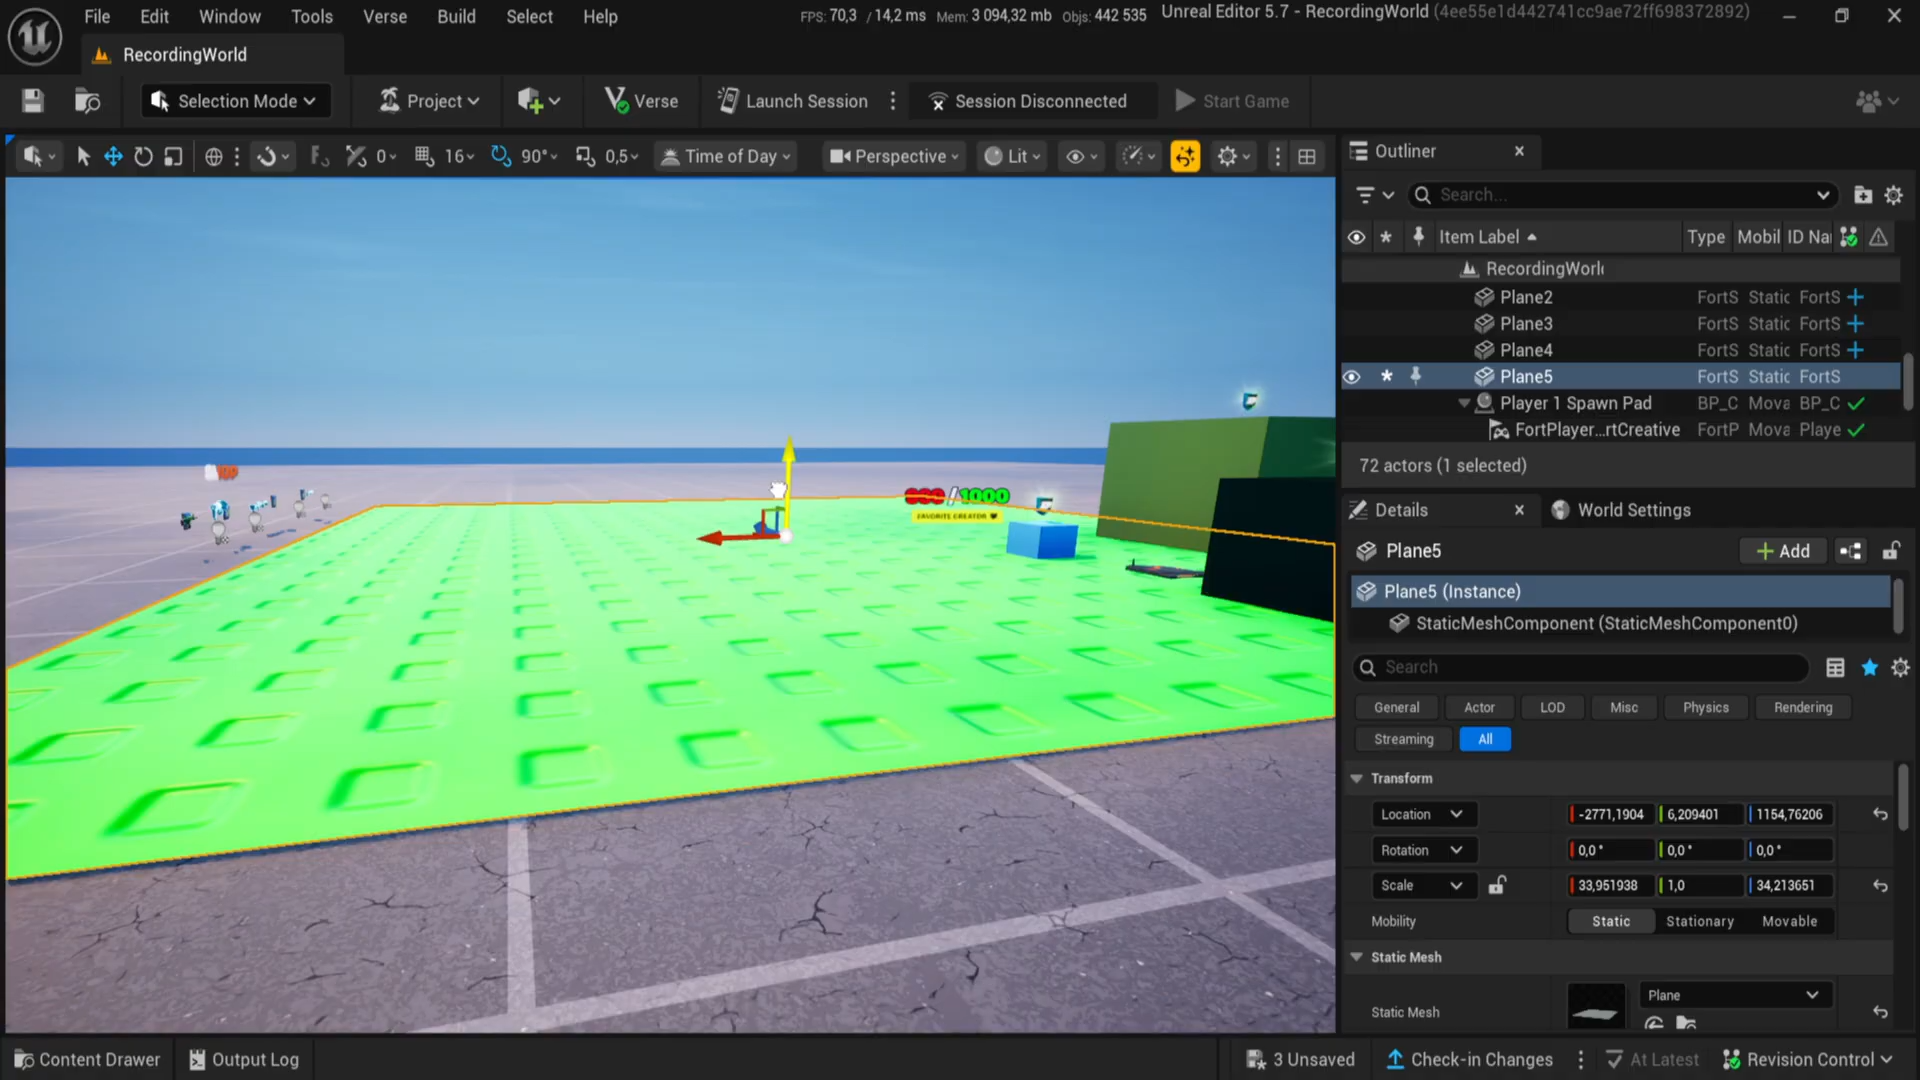 File Edit Window Tools Verse Build Select Help
FPS: 70,3 / 14,2 ms Mem: 3 094,32 mb Objs: 442 535
Unreal Editor 5.7 - RecordingWorld (4ee55e1d442741cc9ae72ff698372892)
RecordingWorld
Selection Mode Project Verse Launch Session Session Disconnected Start Game
0 16 90° 0,5 Time of Day Perspective Lit
Outliner
Search...
Item Label Type Mobil ID Na
RecordingWorl
Plane2 FortS Static FortS
Plane3 FortS Static FortS
Plane4 FortS Static FortS
Plane5 FortS Static FortS
Player 1 Spawn Pad BP_C Mova BP_C
FortPlayer...rtCreative FortP Mova Playe
72 actors (1 selected)
/1000
FAVORITE CREATOR
Details World Settings
Plane5 Add
Plane5 (Instance)
StaticMeshComponent (StaticMeshComponent0)
Search
General Actor LOD Misc Physics Rendering
Streaming All
Transform
Location -2771,1904 6,209401 1154,76206
Rotation 0,0 ° 0,0 ° 0,0 °
Scale 33,951938 1,0 34,213651
Mobility Static Stationary Movable
Static Mesh
Plane
Static Mesh
Content Drawer Output Log 3 Unsaved Check-in Changes At Latest Revision Control